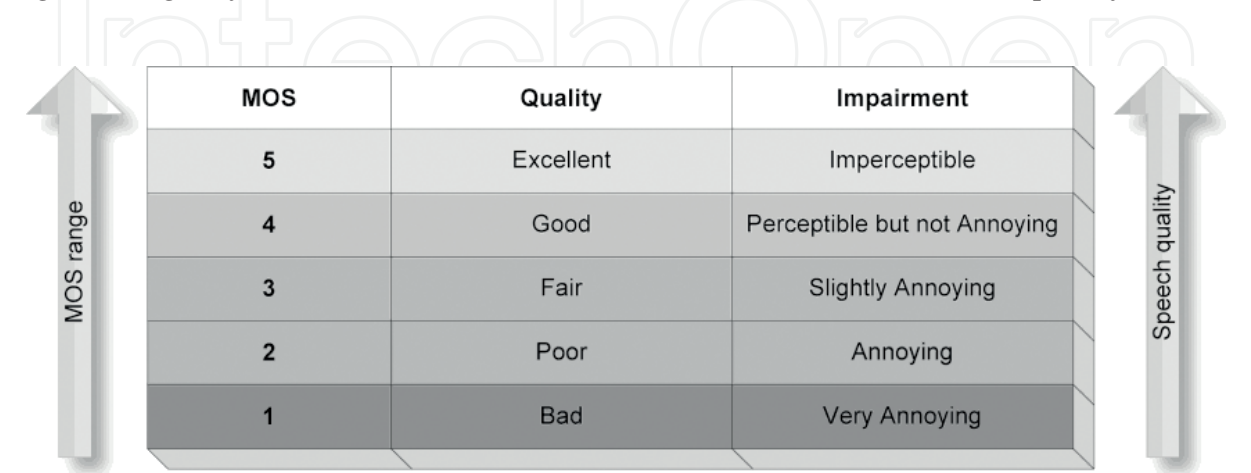 IntechOpen
MOS Quality Impairment
5 Excellent Imperceptible
4 Good Perceptible but not Annoying
3 Fair Slightly Annoying
2 Poor Annoying
1 Bad Very Annoying
MOS range
Speech quality